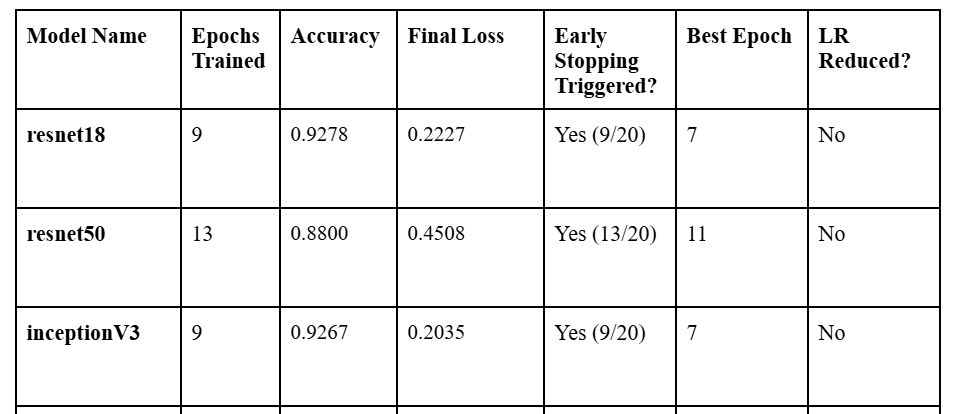 Model Name Epochs Trained Accuracy Final Loss Early Stopping Triggered? Best Epoch LR Reduced?
resnet18 9 0.9278 0.2227 Yes (9/20) 7 No
resnet50 13 0.8800 0.4508 Yes (13/20) 11 No
inceptionV3 9 0.9267 0.2035 Yes (9/20) 7 No